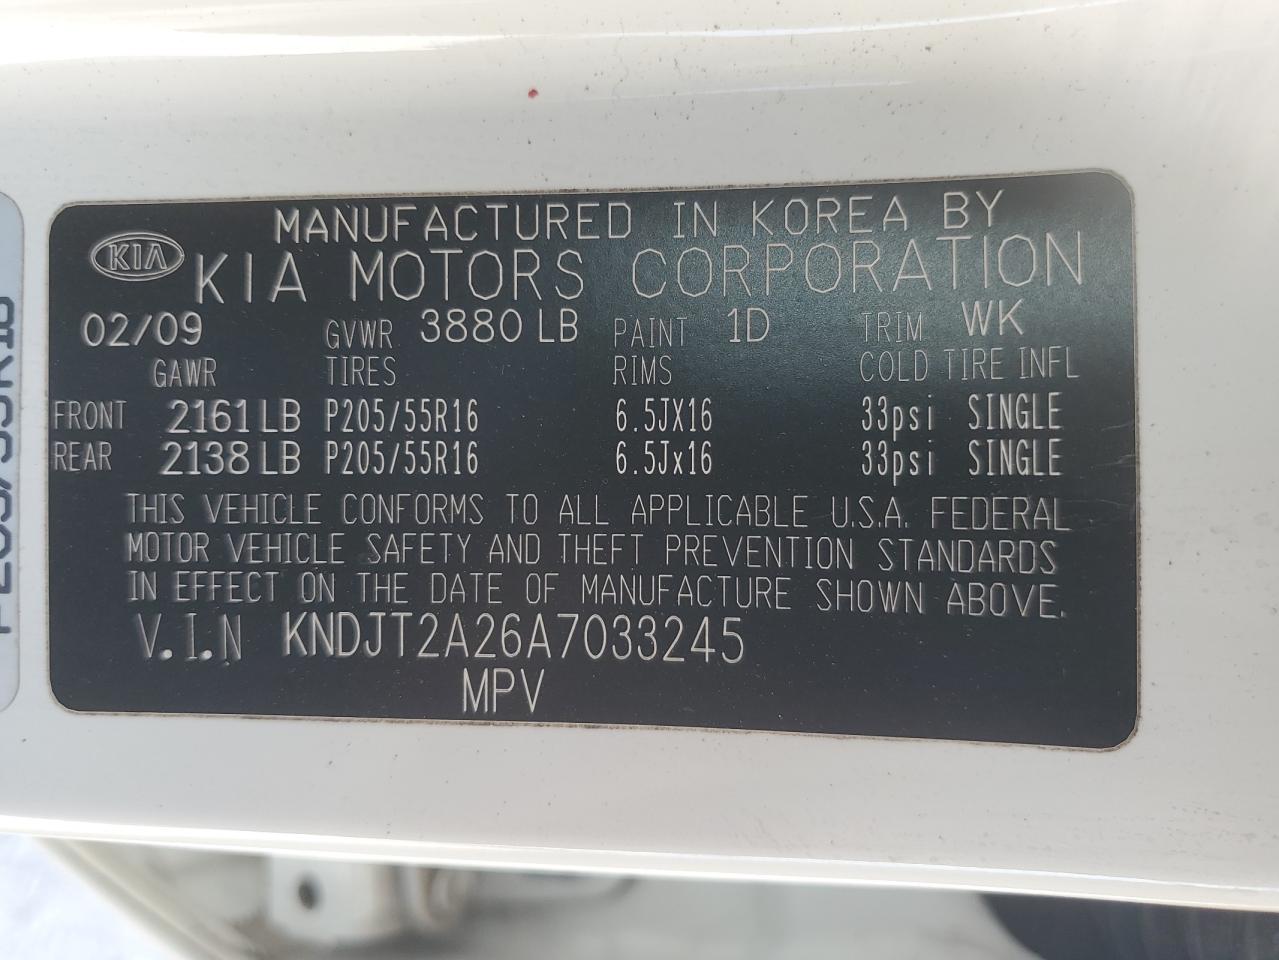 MANUFACTURED IN KOREA BY
KIA
KIA MOTORS CORPORATION
02/09 GVWR 3880 LB PAINT 1D TRIM WK
GAWR TIRES RIMS COLD TIRE INFL
FRONT 2161 LB P205/55R16 6.5JX16 33psi SINGLE
REAR 2138 LB P205/55R16 6.5Jx16 33psi SINGLE
THIS VEHICLE CONFORMS TO ALL APPLICABLE U.S.A. FEDERAL
MOTOR VEHICLE SAFETY AND THEFT PREVENTION STANDARDS
IN EFFECT ON THE DATE OF MANUFACTURE SHOWN ABOVE.
V.I.N KNDJT2A26A7033245
MPV